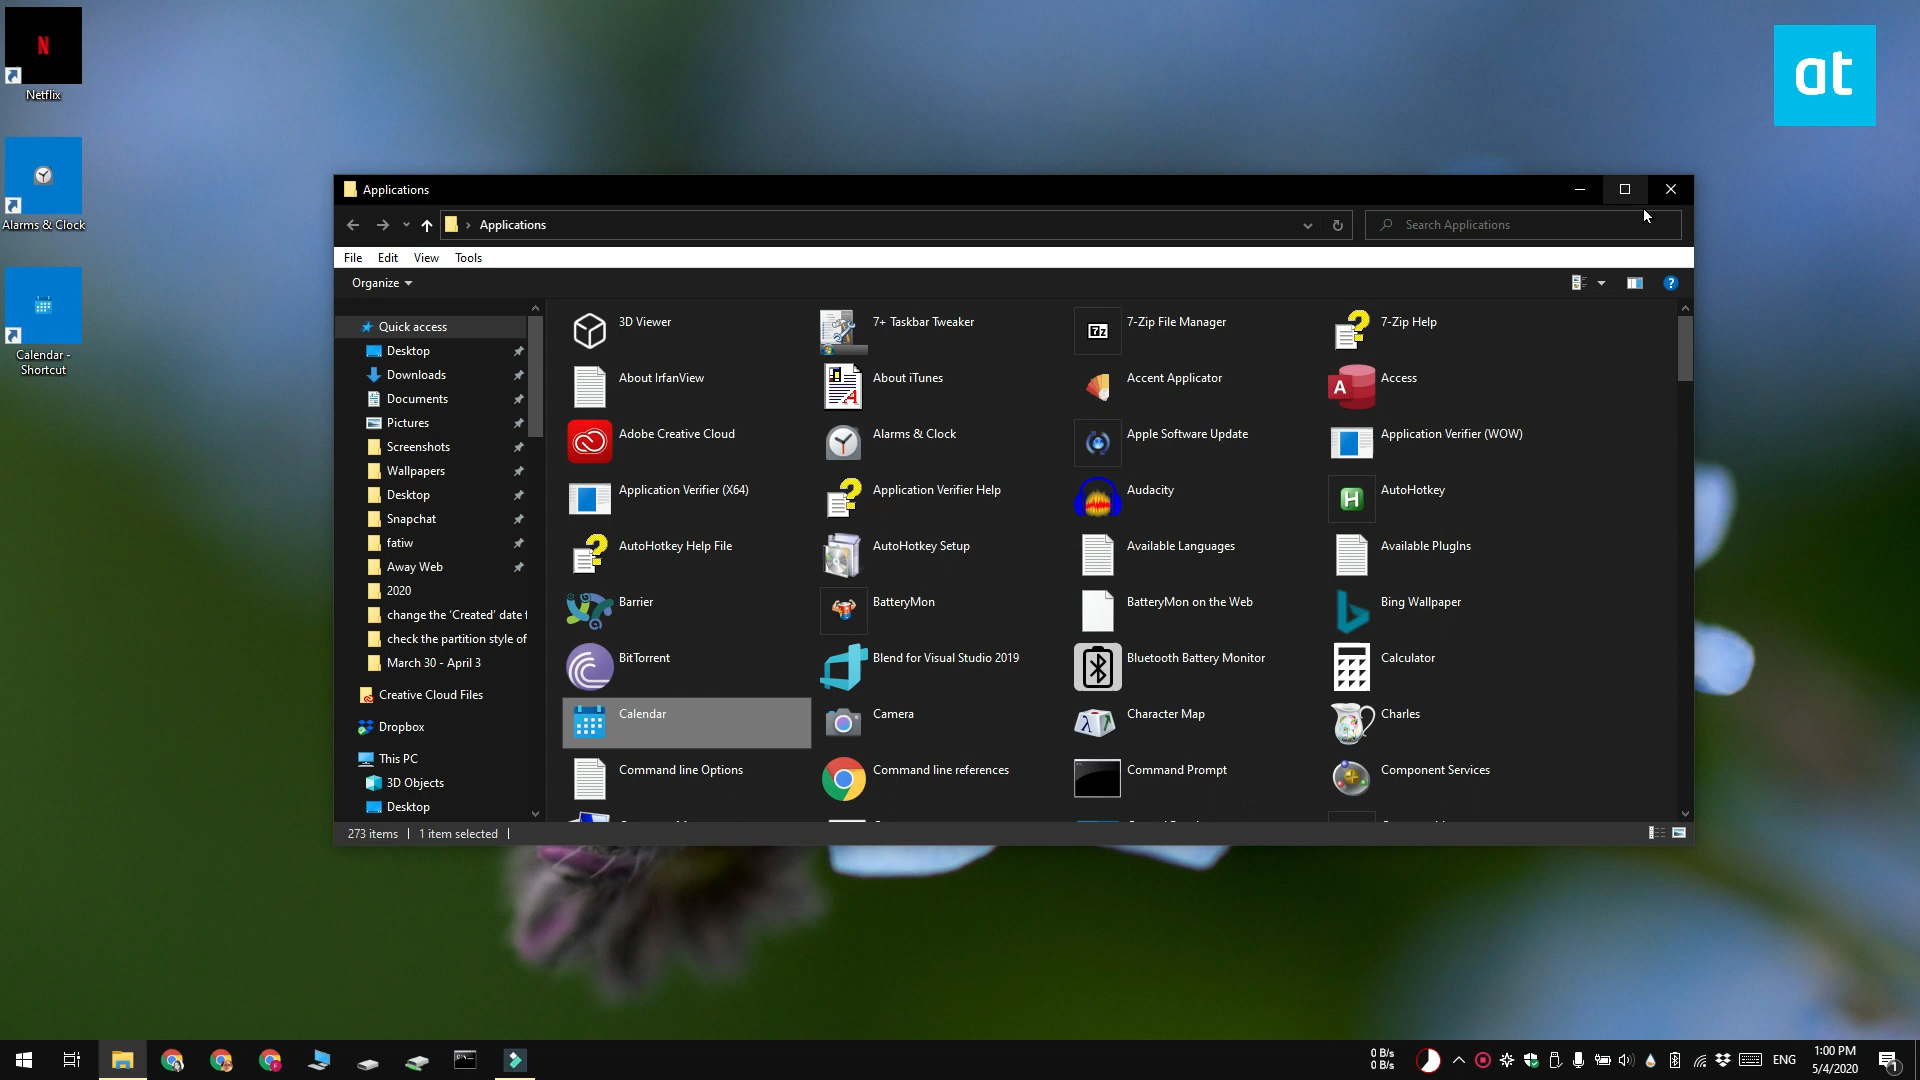 N
Netflix
Alarms & Clock
Calendar -
Shortcut
at
Applications
Applications
Search Applications
File Edit View Tools
Organize
Quick access
Desktop
Downloads
Documents
Pictures
Screenshots
Wallpapers
Desktop
Snapchat
fatiw
Away Web
2020
change the ‘Created’ date
check the partition style of
March 30 - April 3
Creative Cloud Files
Dropbox
This PC
3D Objects
Desktop
3D Viewer 7+ Taskbar Tweaker 7-Zip File Manager 7-Zip Help
About IrfanView About iTunes Accent Applicator Access
Adobe Creative Cloud Alarms & Clock Apple Software Update Application Verifier (WOW)
Application Verifier (X64) Application Verifier Help Audacity AutoHotkey
AutoHotkey Help File AutoHotkey Setup Available Languages Available PlugIns
Barrier BatteryMon BatteryMon on the Web Bing Wallpaper
BitTorrent Blend for Visual Studio 2019 Bluetooth Battery Monitor Calculator
Calendar Camera Character Map Charles
Command line Options Command line references Command Prompt Component Services
273 items 1 item selected
0 B/s
0 B/s
ENG
1:00 PM
5/4/2020
1